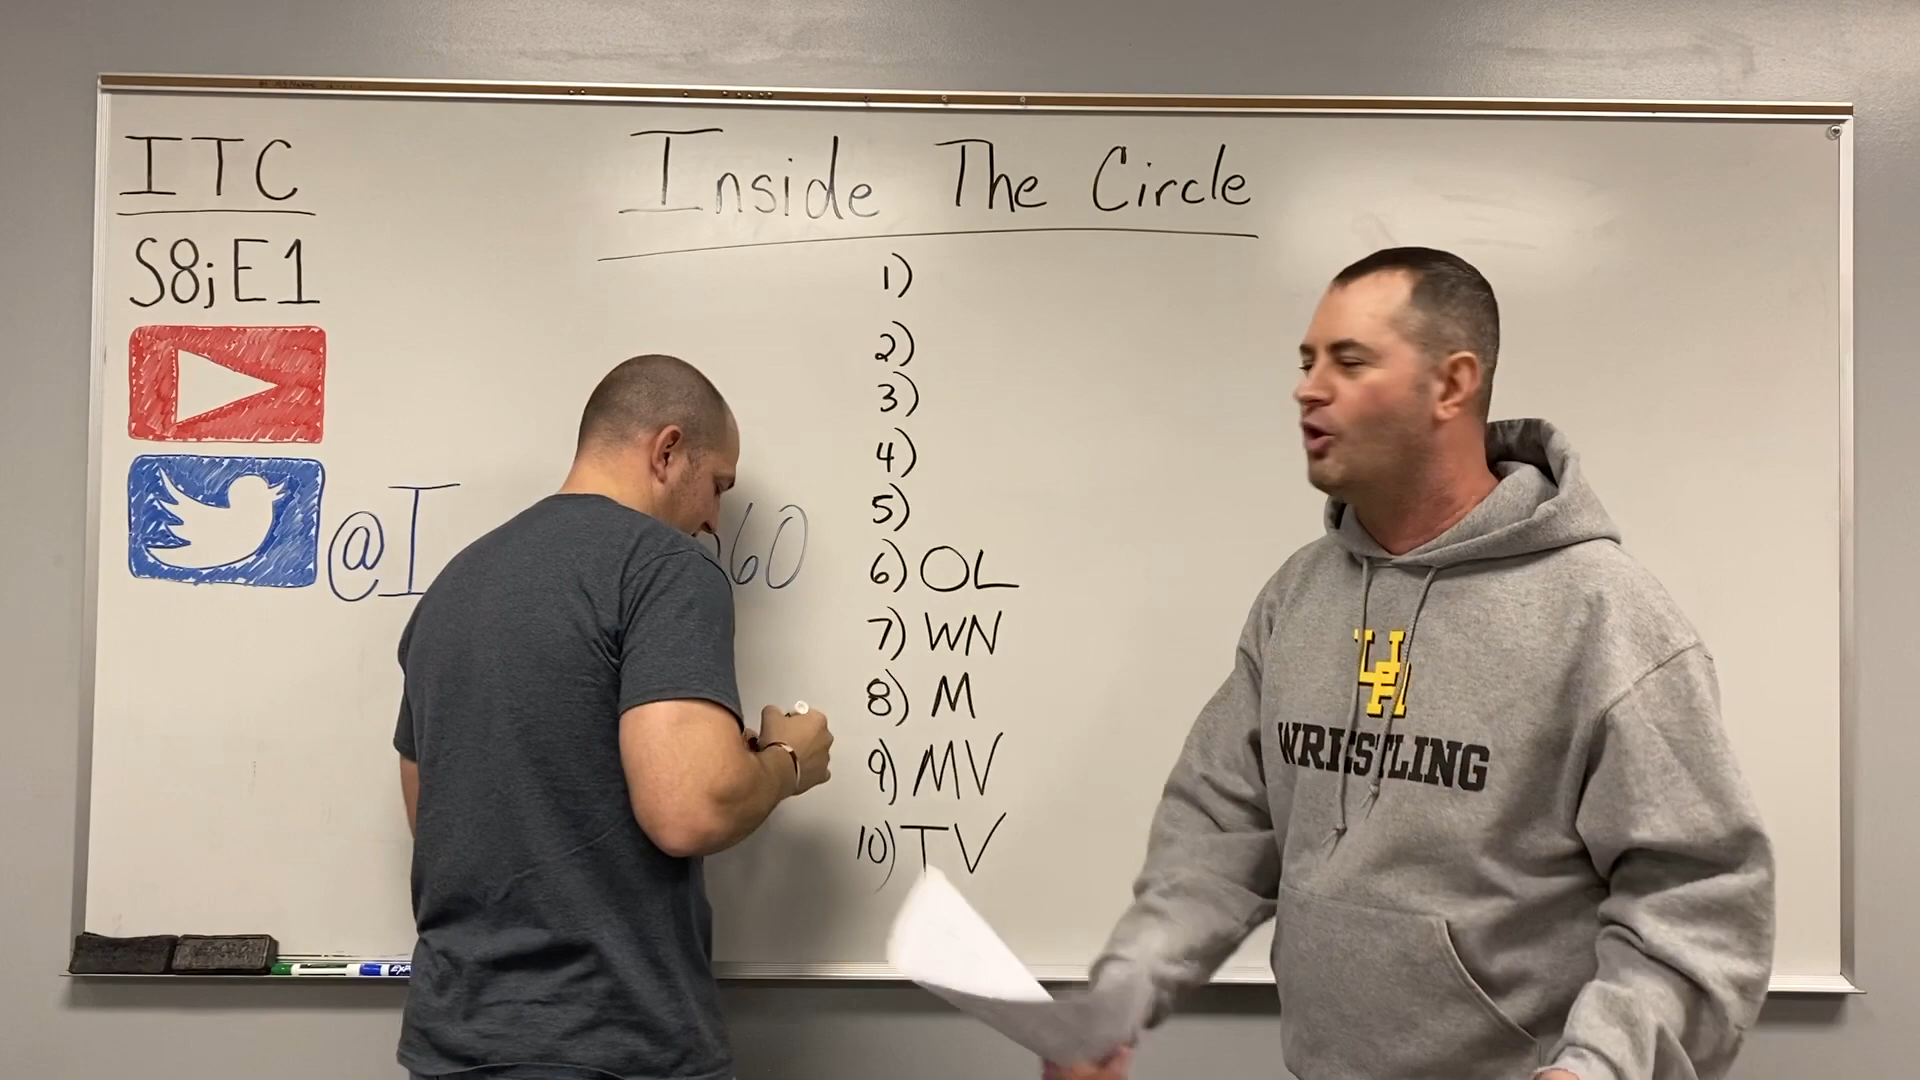 ITC
S8;E1
Inside The Circle
1)
2)
3)
4)
5)
6) OL
7) WN
8) M
9) MV
10) TV
@I
60
WRESTLING
EXP